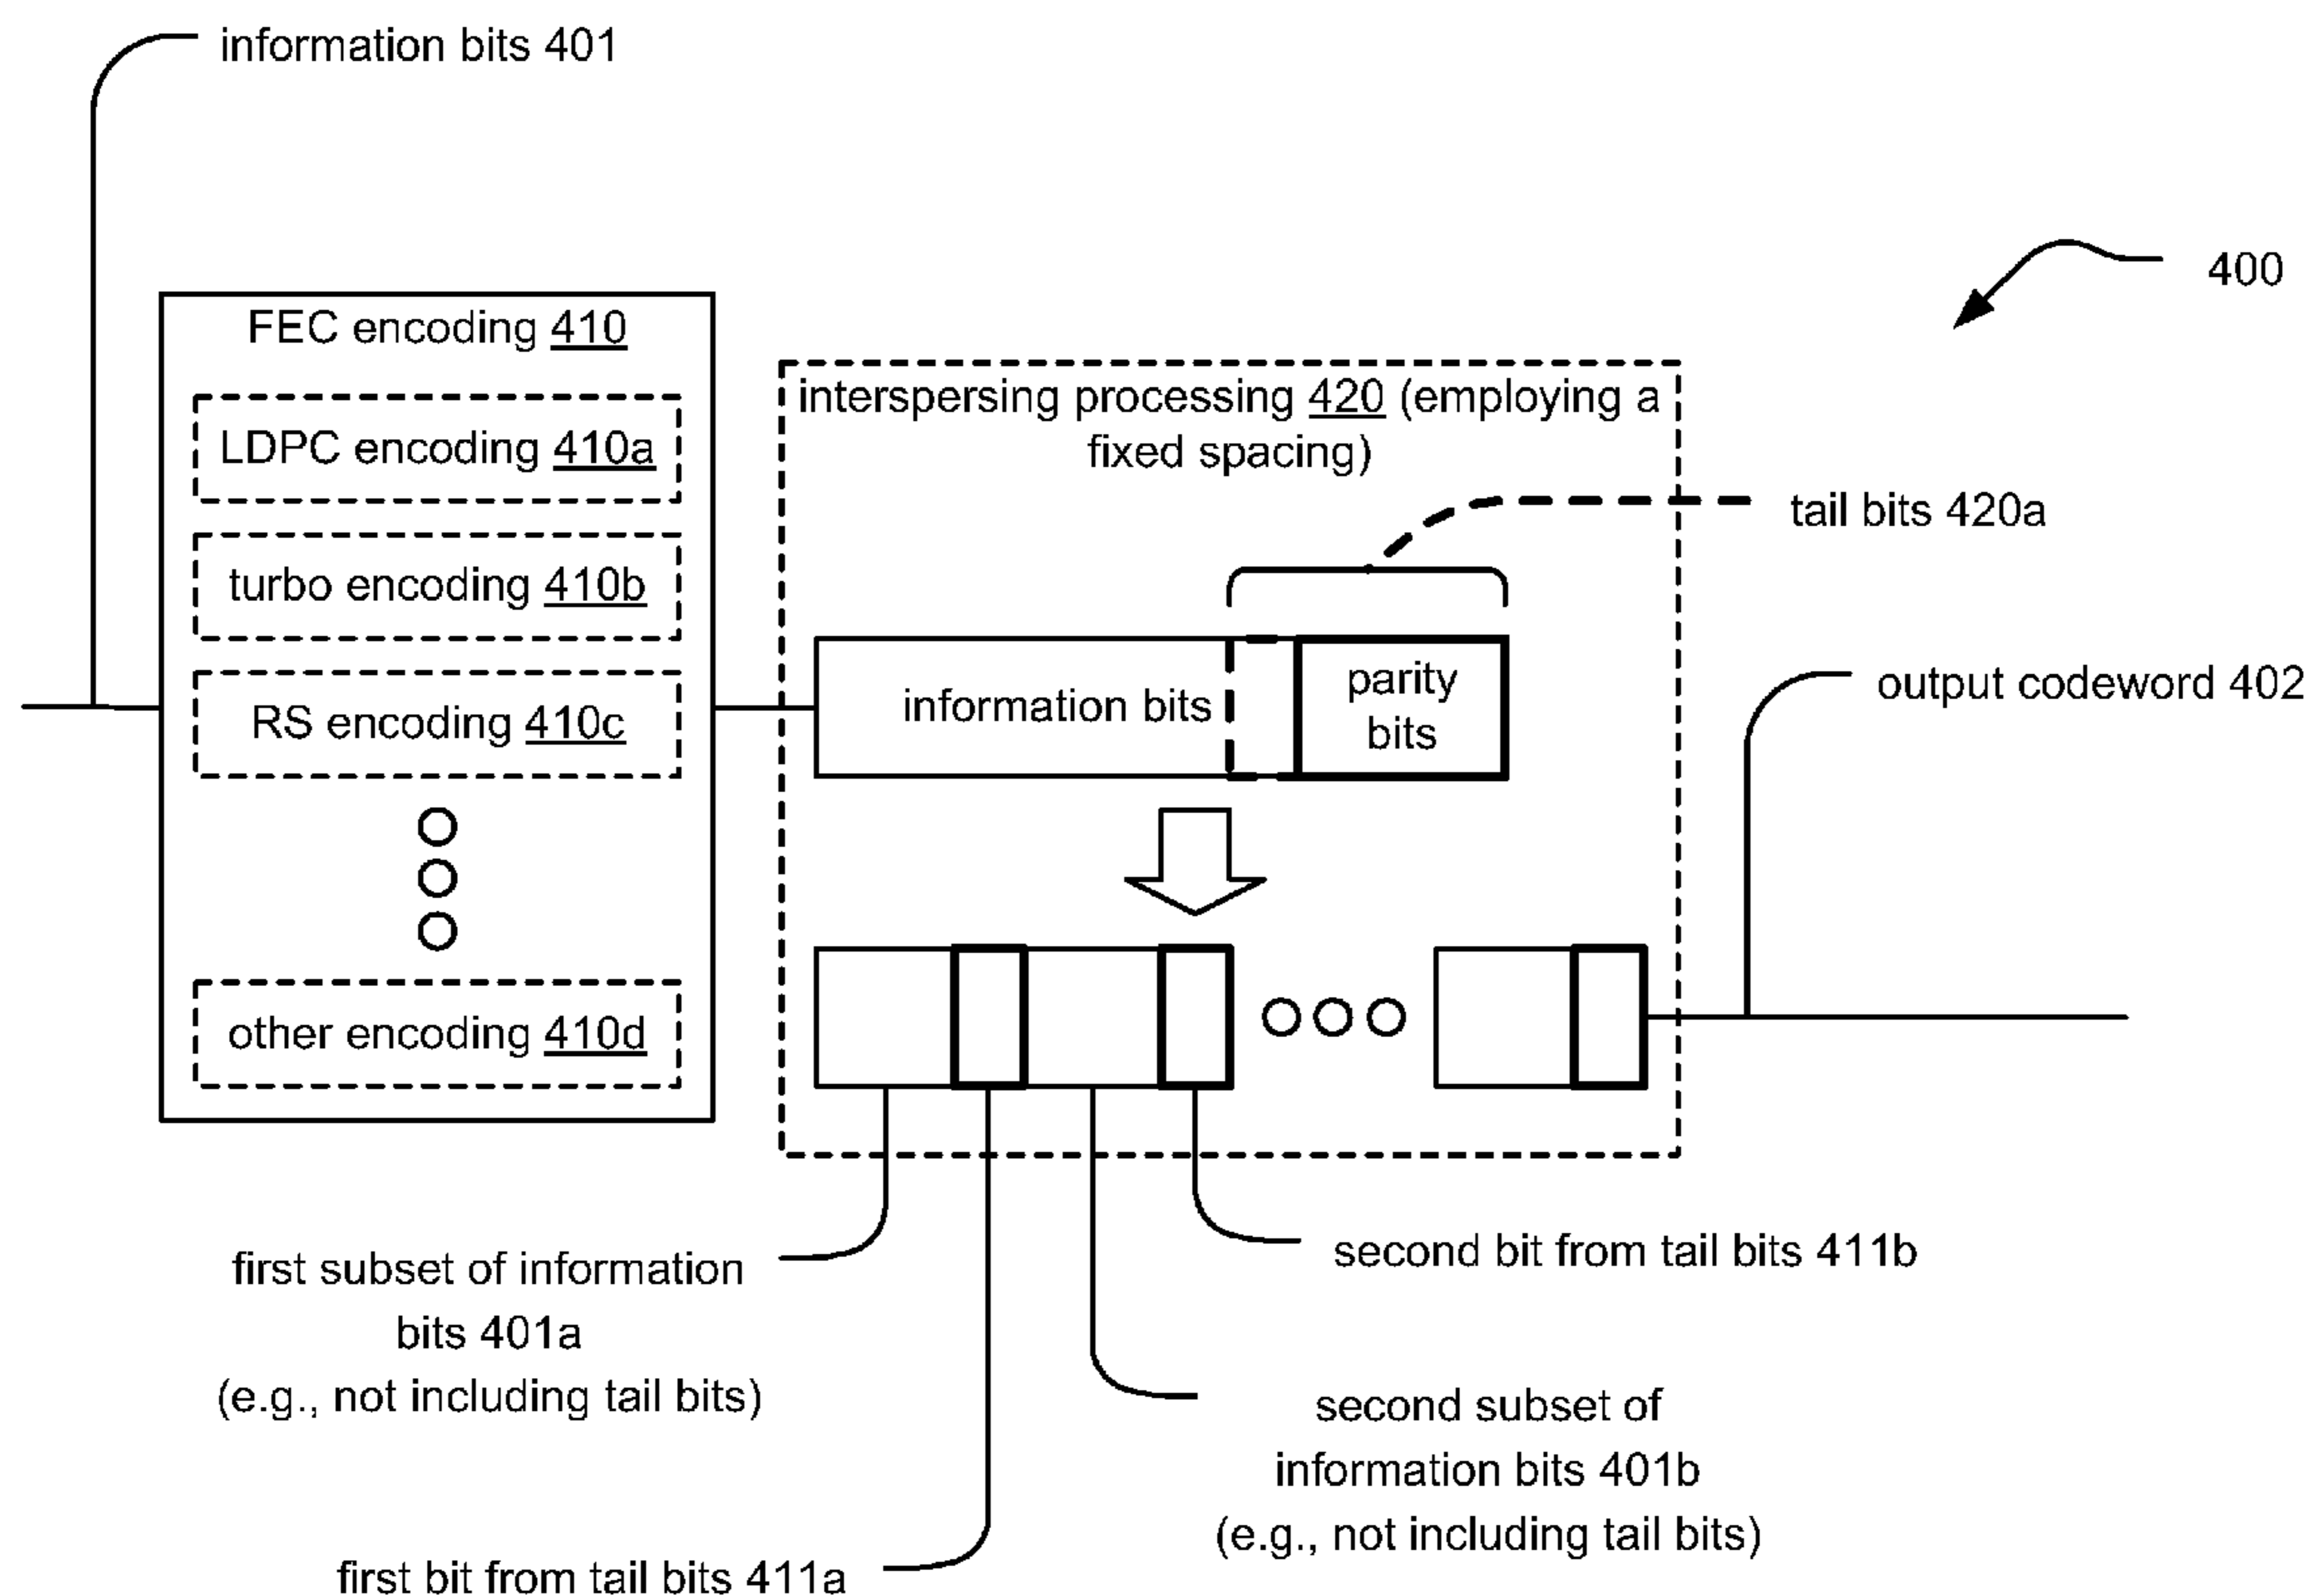 information bits 401
400
FEC encoding 410
LDPC encoding 410a
turbo encoding 410b
RS encoding 410c
other encoding 410d
interspersing processing 420 (employing a
fixed spacing)
tail bits 420a
information bits
parity
bits
output codeword 402
first subset of information
bits 401a
(e.g., not including tail bits)
second bit from tail bits 411b
second subset of
information bits 401b
(e.g., not including tail bits)
first bit from tail bits 411a